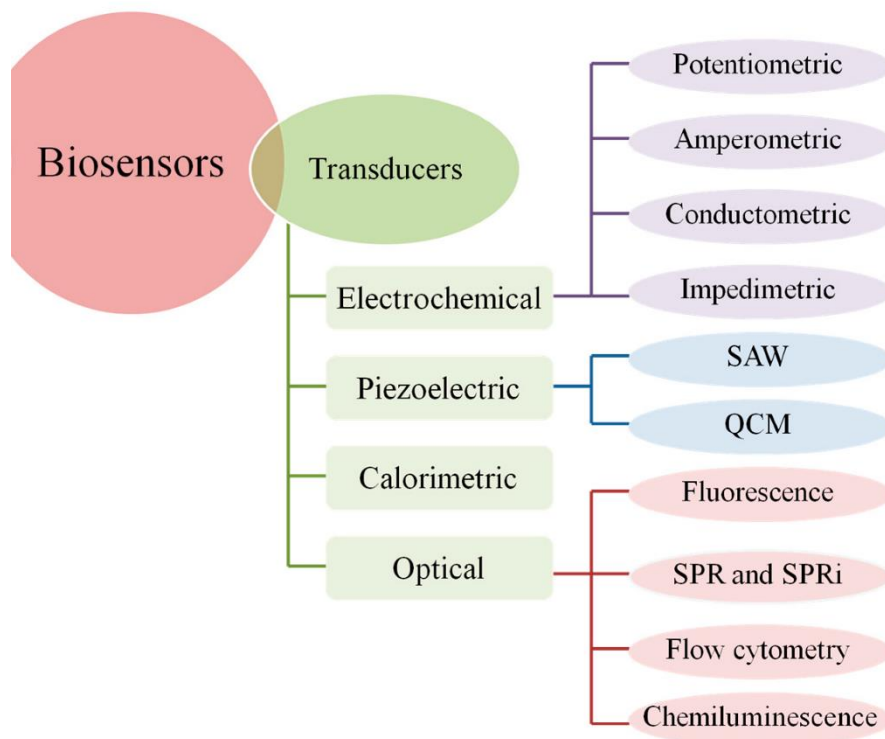 Biosensors
Transducers
Electrochemical
Potentiometric
Amperometric
Conductometric
Impedimetric
Piezoelectric
SAW
QCM
Calorimetric
Optical
Fluorescence
SPR and SPRi
Flow cytometry
Chemiluminescence